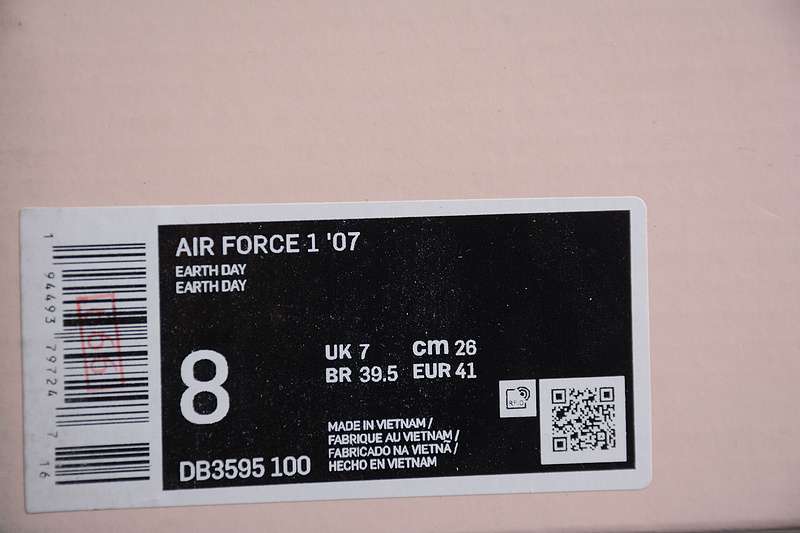 AIR FORCE 1 '07
EARTH DAY
EARTH DAY
8
UK 7 cm 26
BR 39.5 EUR 41
DB3595 100
MADE IN VIETNAM /
FABRIQUE AU VIETNAM /
FABRICADO NA VIETNÃ /
HECHO EN VIETNAM
RFID
1 94493 79724 7 16